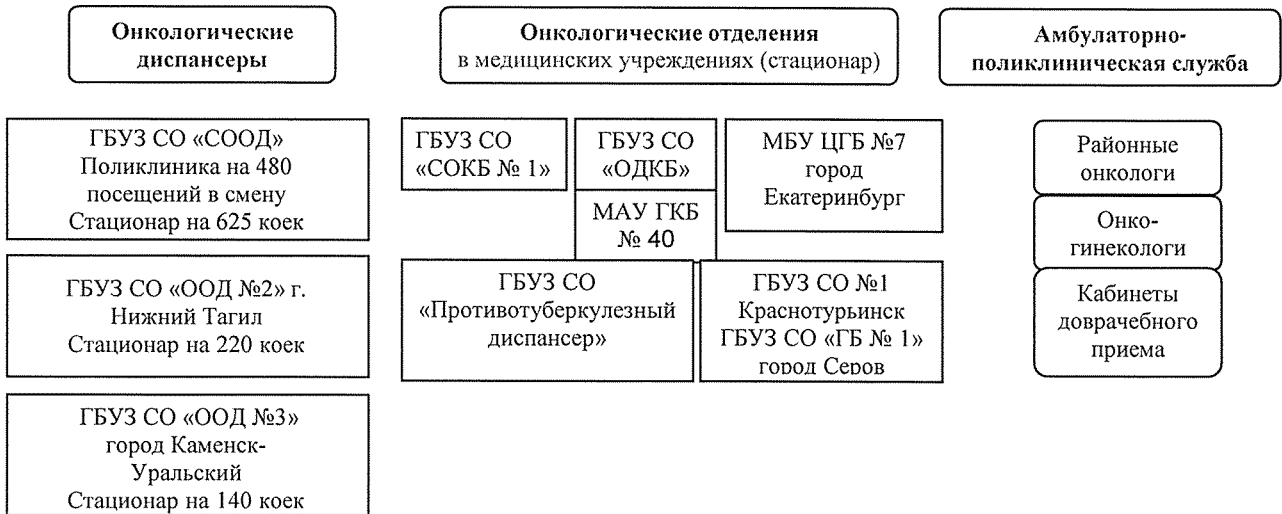 Онкологические
диспансеры
Онкологические отделения
в медицинских учреждениях (стационар)
Амбулаторно-
поликлиническая служба
ГБУЗ СО «СООД»
Поликлиника на 480
посещений в смену
Стационар на 625 коек
ГБУЗ СО «ООД №2» г.
Нижний Тагил
Стационар на 220 коек
ГБУЗ СО «ООД №3»
город Каменск-
Уральский
Стационар на 140 коек
ГБУЗ СО
«СОКБ № 1»
ГБУЗ СО
«ОДКБ»
МАУ ГКБ
№ 40
МБУ ЦГБ №7
город
Екатеринбург
ГБУЗ СО
«Противотуберкулезный
диспансер»
ГБУЗ СО №1
Краснотурьинск
ГБУЗ СО «ГБ № 1»
город Серов
Районные
онкологи
Онко-
гинекологи
Кабинеты
доврачебного
приема